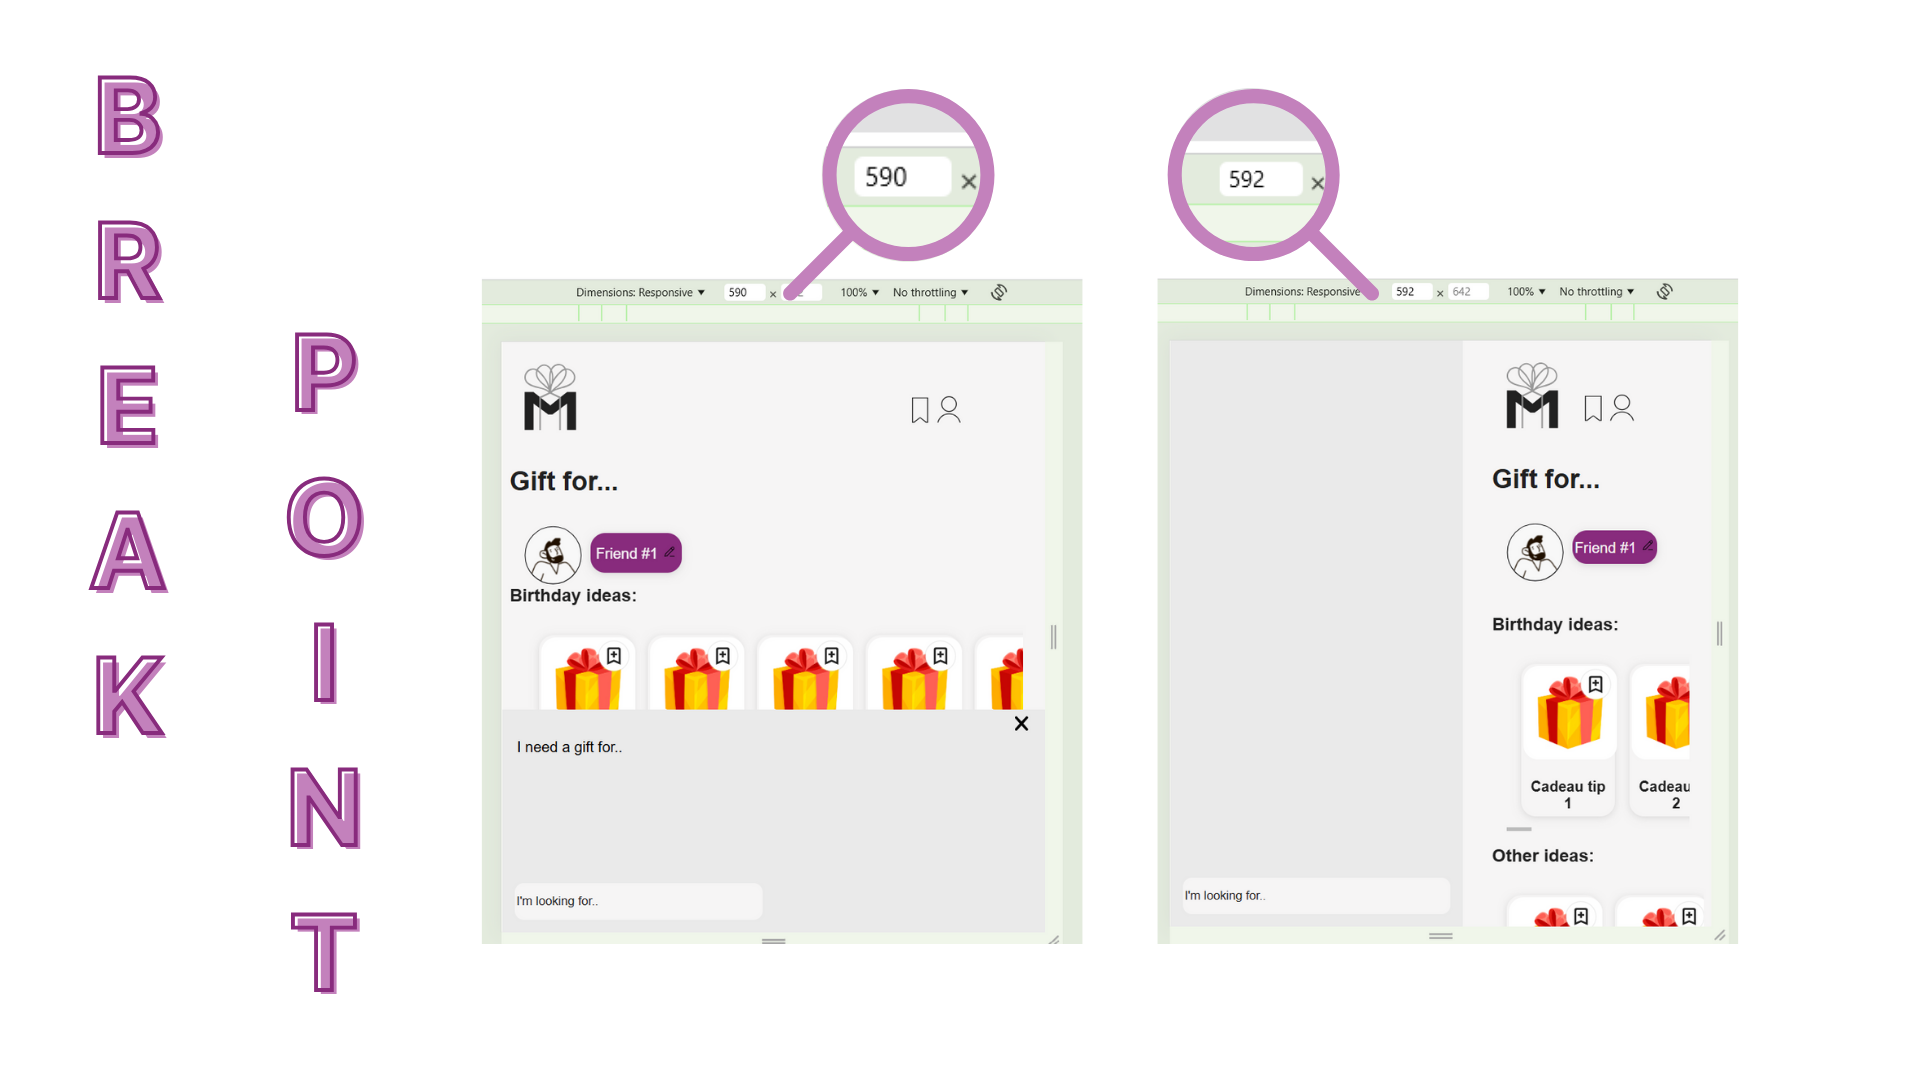 BREAK
POINT
590 ×
592 ×
Dimensions: Responsive ▼ 590 × 100% ▼ No throttling ▼
M
Gift for...
Friend #1
Birthday ideas:
I need a gift for..
I'm looking for..
Dimensions: Responsive 592 × 642 100% ▼ No throttling ▼
M
Gift for...
Friend #1
Birthday ideas:
Cadeau tip
1
Cadeau
2
Other ideas:
I'm looking for..